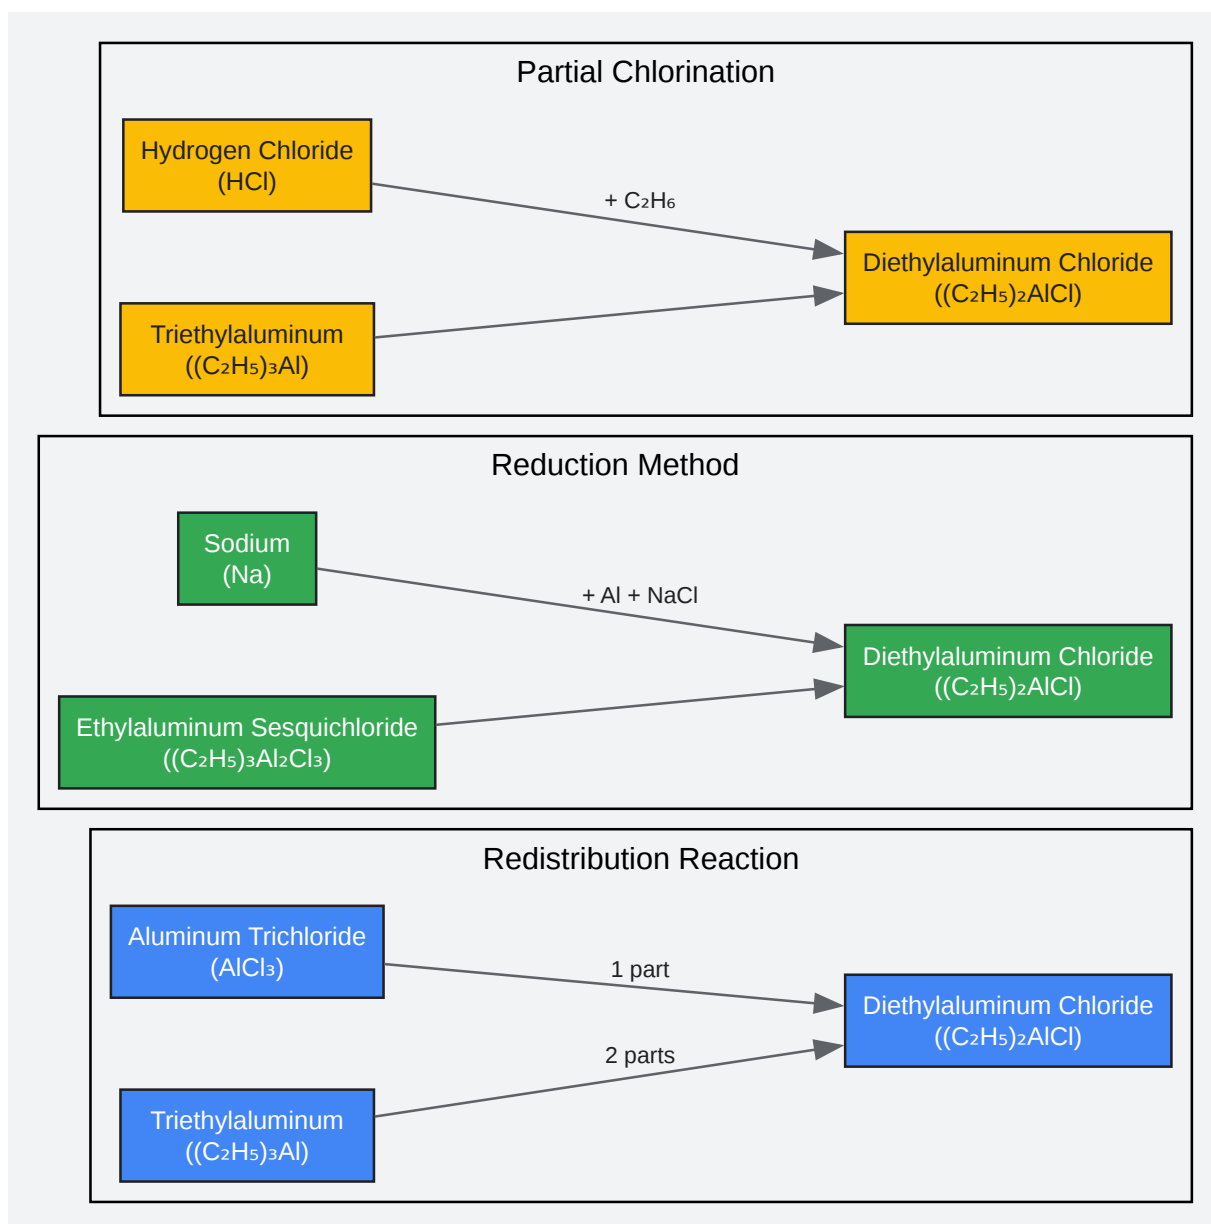 Partial Chlorination
Hydrogen Chloride
(HCl)
+ C₂H₆
Diethylaluminum Chloride
((C₂H₅)₂AlCl)
Triethylaluminum
((C₂H₅)₃Al)
Reduction Method
Sodium
(Na)
+ Al + NaCl
Diethylaluminum Chloride
((C₂H₅)₂AlCl)
Ethylaluminum Sesquichloride
((C₂H₅)₃Al₂Cl₃)
Redistribution Reaction
Aluminum Trichloride
(AlCl₃)
1 part
Diethylaluminum Chloride
((C₂H₅)₂AlCl)
2 parts
Triethylaluminum
((C₂H₅)₃Al)